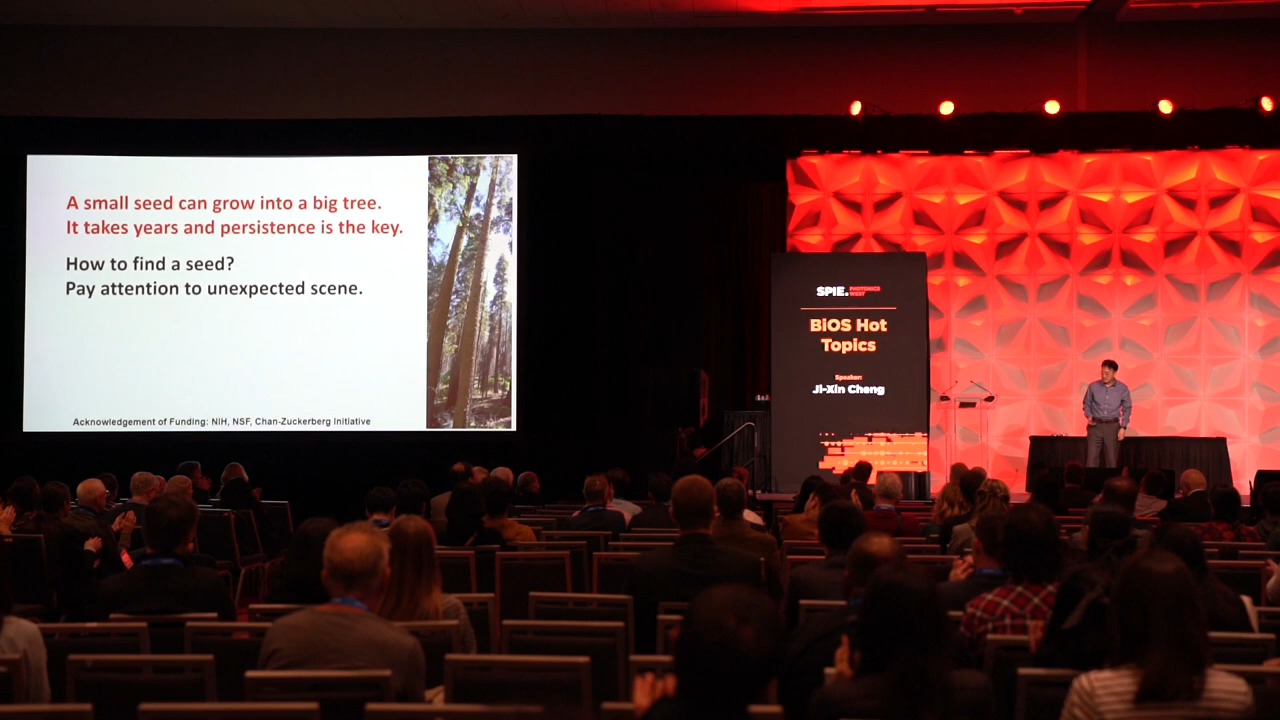 A small seed can grow into a big tree.
It takes years and persistence is the key.
How to find a seed?
Pay attention to unexpected scene.
Acknowledgement of Funding: NIH, NSF, Chan-Zuckerberg Initiative
SPIE. PHOTONICS WEST
BiOS Hot
Topics
Speaker:
Ji-Xin Cheng